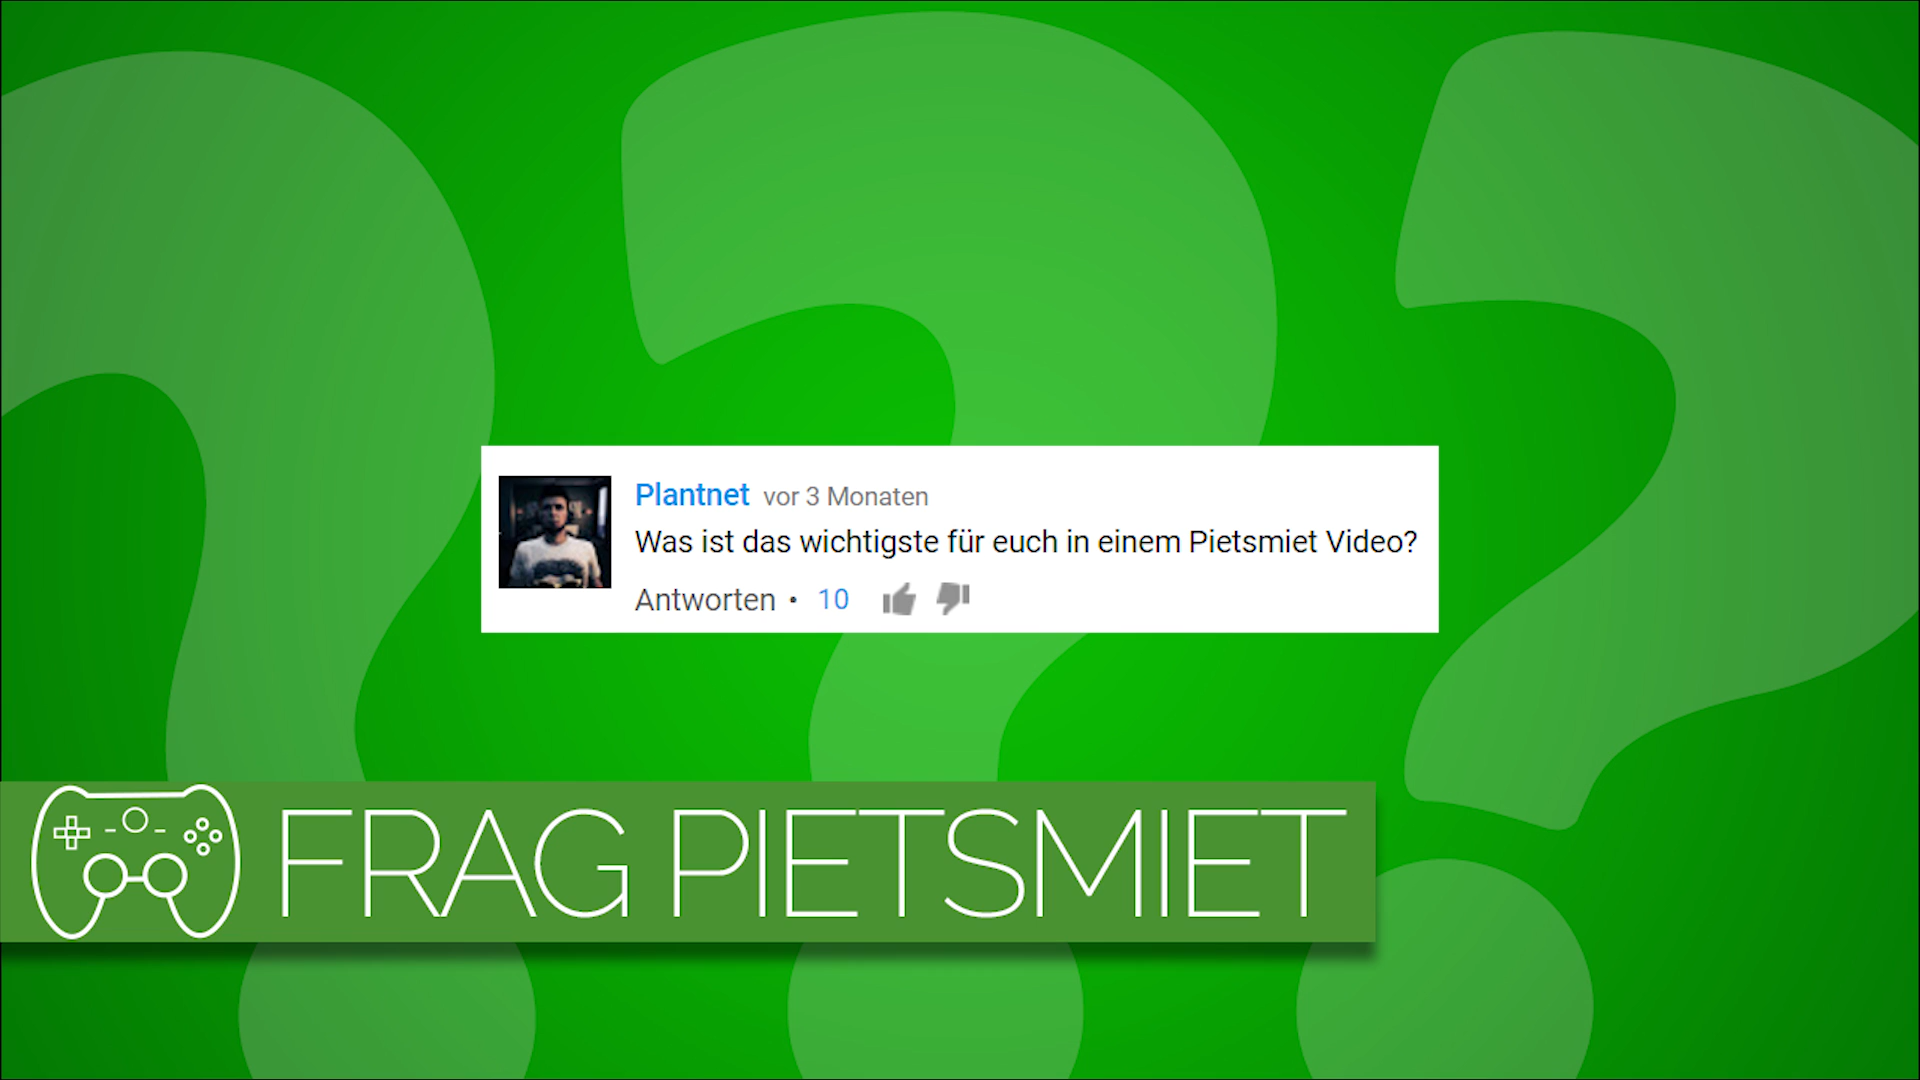 Plantnet vor 3 Monaten
Was ist das wichtigste für euch in einem Pietsmiet Video?
Antworten • 10
FRAG PIETSMIET